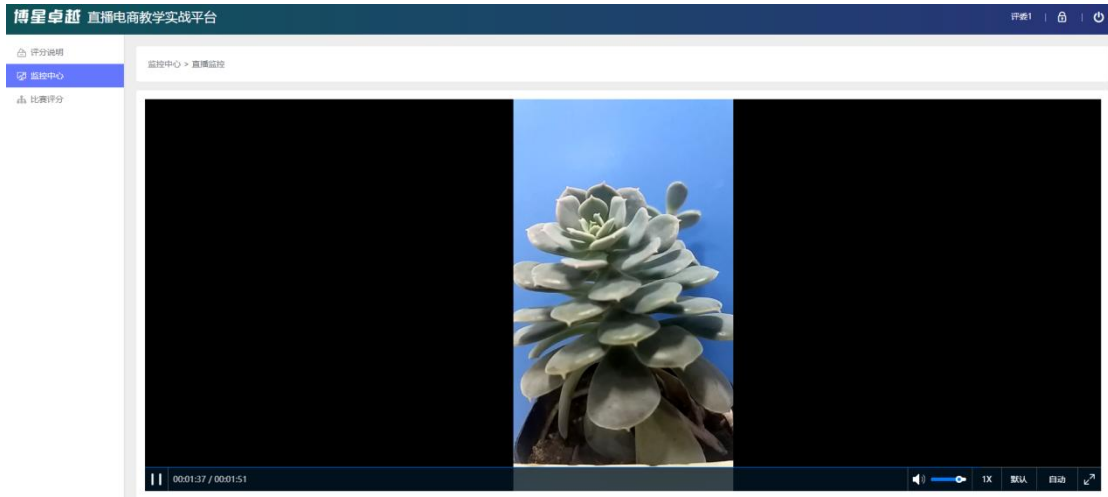 博星卓越 直播电商教学实战平台
评委1
评分说明
监控中心
比赛评分
监控中心 > 直播监控
00:01:37 / 00:01:51
1X 默认 自动